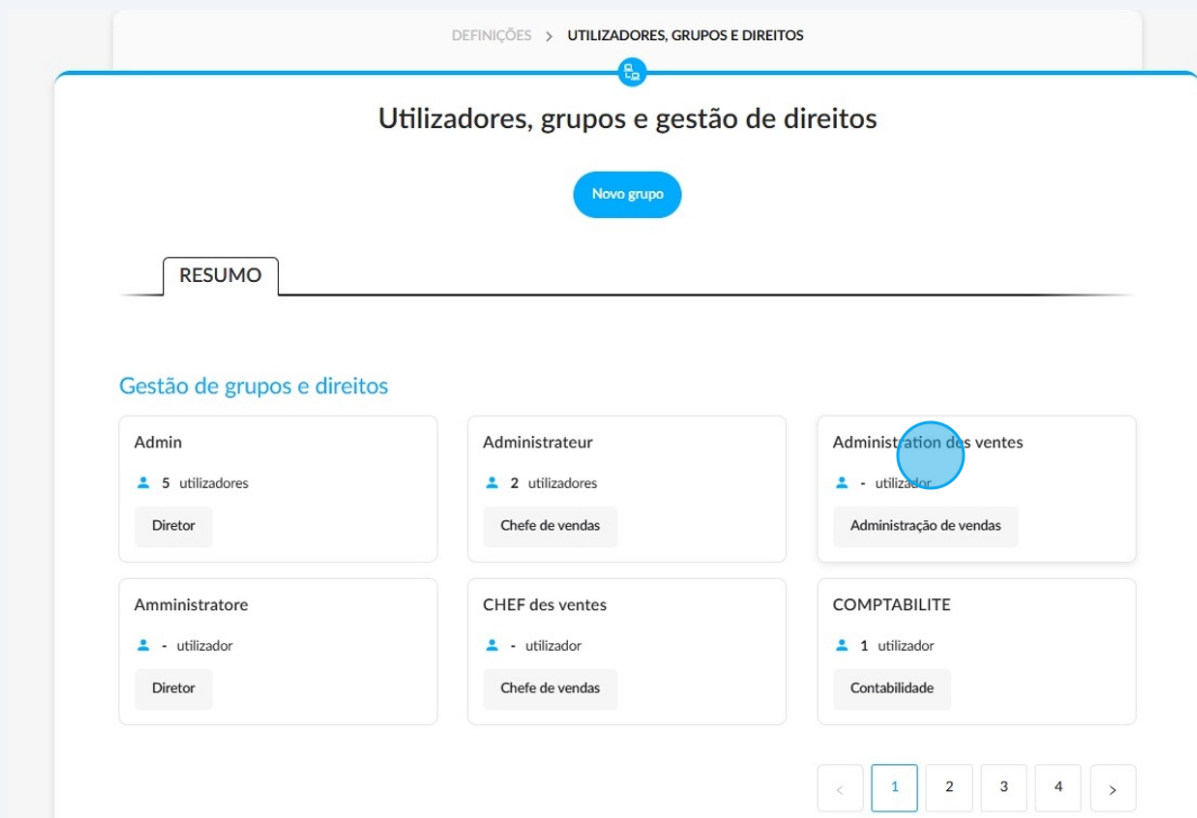 DEFINIÇÕES > UTILIZADORES, GRUPOS E DIREITOS
Utilizadores, grupos e gestão de direitos
Novo grupo
RESUMO
Gestão de grupos e direitos
Admin
5 utilizadores
Diretor
Administrateur
2 utilizadores
Chefe de vendas
Administration des ventes
- utilizador
Administração de vendas
Amministratore
- utilizador
Diretor
CHEF des ventes
- utilizador
Chefe de vendas
COMPTABILITE
1 utilizador
Contabilidade
< 1 2 3 4 >